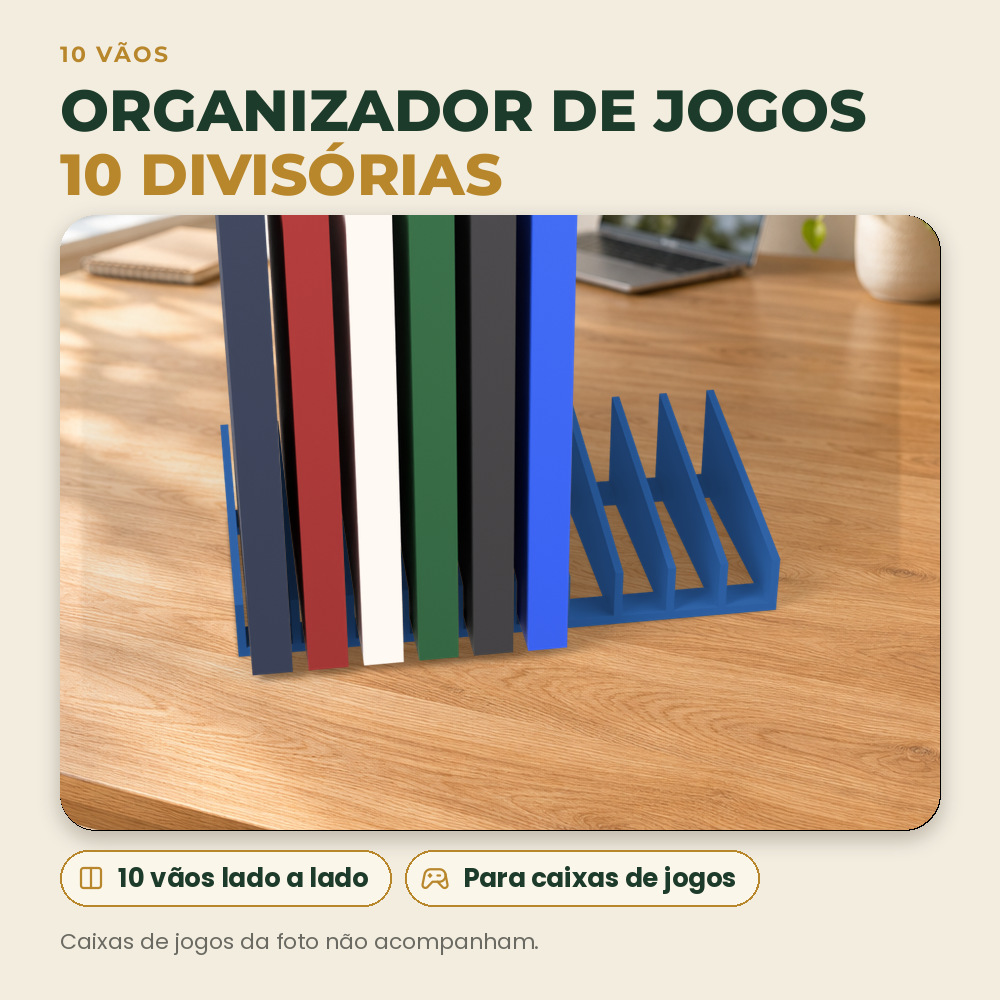 10 VÃOS
ORGANIZADOR DE JOGOS
10 DIVISÓRIAS
10 vãos lado a lado
Para caixas de jogos
Caixas de jogos da foto não acompanham.